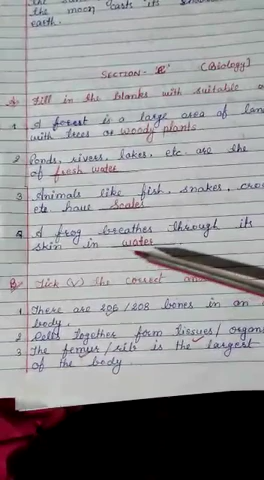 the moon casts its
earth.
SECTION- "B" (Biology)
A) Fill in the blanks with suitable
1 A forest is a large area of lan
with trees or woody plants
2 Ponds, rivers, lakes, etc. are the
of fresh water
3 Animals like fish, snakes, croc
etc. have scales
4 A frog breathes through its
skin in water
B) Tick (✓) the correct
1 There are 206/208 bones in an
body.
2 Cells together form tissues/organ
3 The femur/rib is the largest
of the body